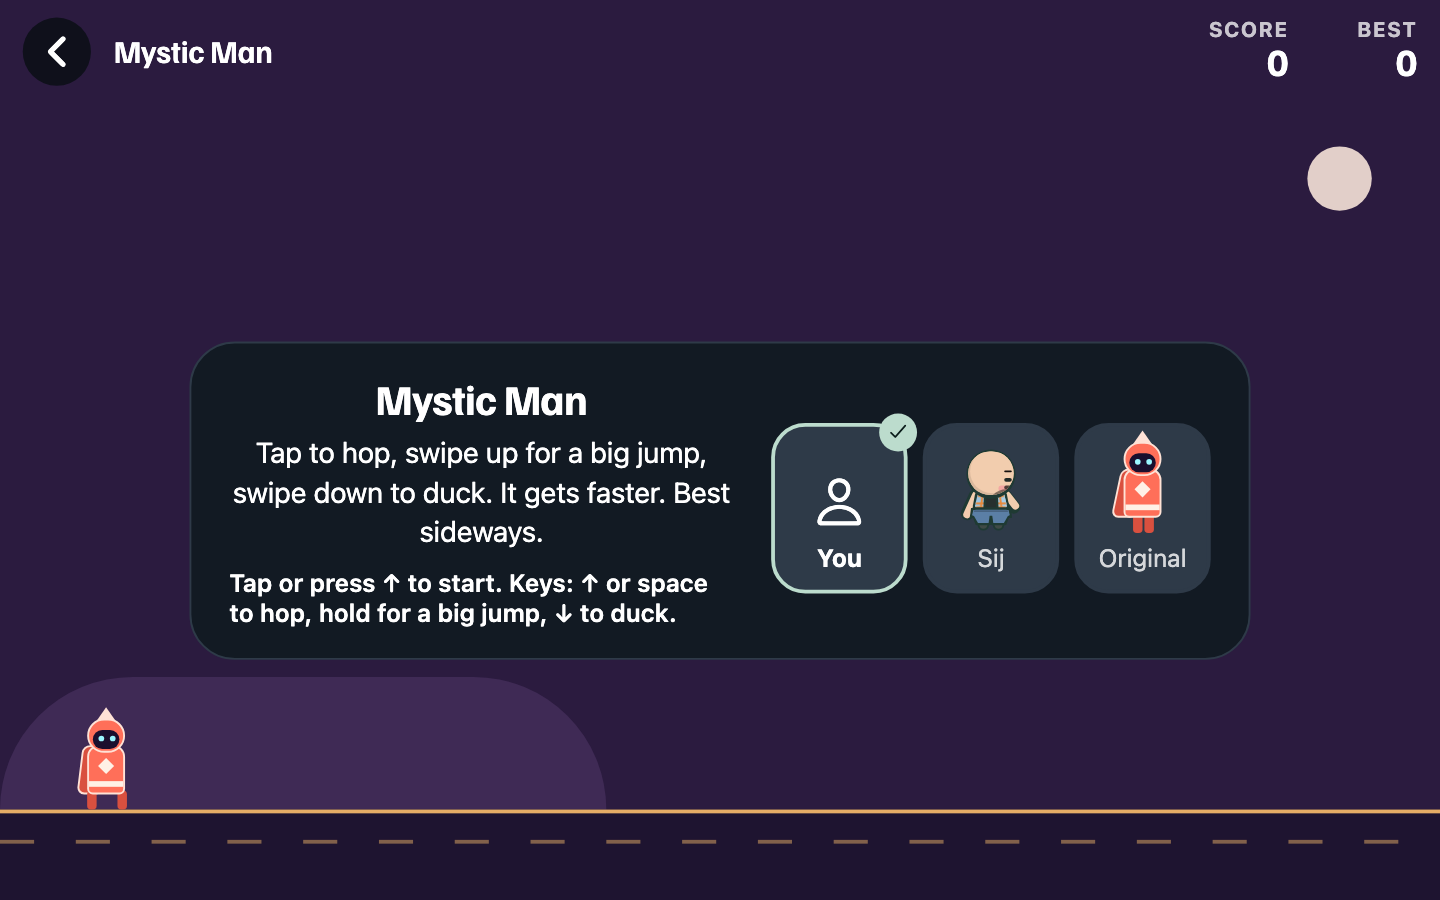 Mystic Man
SCORE
0
BEST
0
Mystic Man
Tap to hop, swipe up for a big jump,
swipe down to duck. It gets faster. Best
sideways.
Tap or press ↑ to start. Keys: ↑ or space
to hop, hold for a big jump, ↓ to duck.
You
Sij
Original